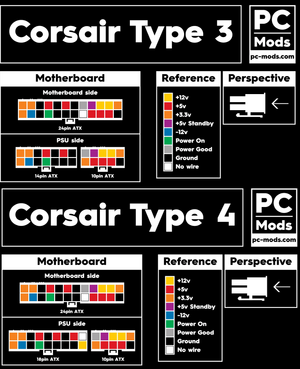 Corsair Type 3
PC
Mods
pc-mods.com
Motherboard
Motherboard side
24pin ATX
PSU side
14pin ATX
10pin ATX
Reference
+12v
+5v
+3.3v
+5v Standby
-12v
Power On
Power Good
Ground
No wire
Perspective
Corsair Type 4
PC
Mods
pc-mods.com
Motherboard
Motherboard side
24pin ATX
PSU side
18pin ATX
10pin ATX
Reference
+12v
+5v
+3.3v
+5v Standby
-12v
Power On
Power Good
Ground
No wire
Perspective